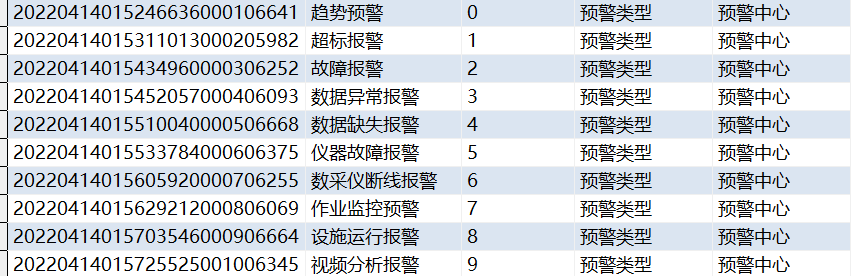 20220414015246636000106641 趋势预警 0 预警类型 预警中心
20220414015311013000205982 超标报警 1 预警类型 预警中心
20220414015434960000306252 故障报警 2 预警类型 预警中心
20220414015452057000406093 数据异常报警 3 预警类型 预警中心
20220414015510040000506668 数据缺失报警 4 预警类型 预警中心
20220414015533784000606375 仪器故障报警 5 预警类型 预警中心
20220414015605920000706255 数采仪断线报警 6 预警类型 预警中心
20220414015629212000806069 作业监控预警 7 预警类型 预警中心
20220414015703546000906664 设施运行报警 8 预警类型 预警中心
20220414015725525001006345 视频分析报警 9 预警类型 预警中心